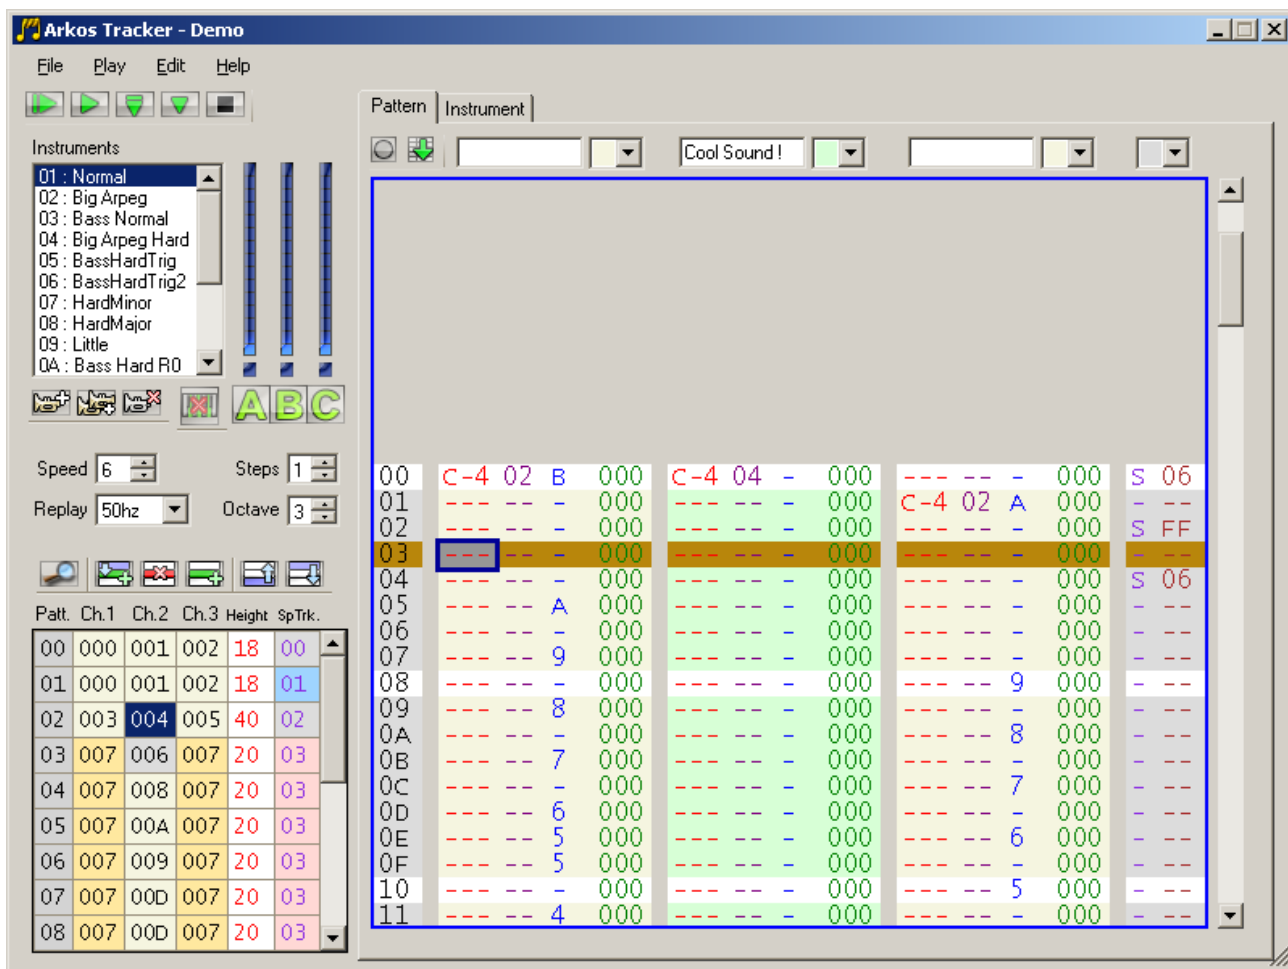 Arkos Tracker - Demo
File Play Edit Help
Pattern Instrument
Instruments
Cool Sound !
01 : Normal
02 : Big Arpeg
03 : Bass Normal
04 : Big Arpeg Hard
05 : BassHardTrig
06 : BassHardTrig2
07 : HardMinor
08 : HardMajor
09 : Little
0A : Bass Hard R0
A B C
Speed 6 Steps 1
Replay 50hz Octave 3
Patt. Ch.1 Ch.2 Ch.3 Height SpTrk.
00 000 001 002 18 00
01 000 001 002 18 01
02 003 004 005 40 02
03 007 006 007 20 03
04 007 008 007 20 03
05 007 00A 007 20 03
06 007 009 007 20 03
07 007 00D 007 20 03
08 007 00D 007 20 03
00 C-4 02 B 000 C-4 04 - 000 --- -- - 000 S 06
01 --- -- - 000 --- -- - 000 C-4 02 A 000 - --
02 --- -- - 000 --- -- - 000 --- -- - 000 S FF
03 --- -- - 000 --- -- - 000 --- -- - 000 - --
04 --- -- - 000 --- -- - 000 --- -- - 000 S 06
05 --- -- A 000 --- -- - 000 --- -- - 000 - --
06 --- -- - 000 --- -- - 000 --- -- - 000 - --
07 --- -- 9 000 --- -- - 000 --- -- - 000 - --
08 --- -- - 000 --- -- - 000 --- -- 9 000 - --
09 --- -- 8 000 --- -- - 000 --- -- - 000 - --
0A --- -- - 000 --- -- - 000 --- -- 8 000 - --
0B --- -- 7 000 --- -- - 000 --- -- - 000 - --
0C --- -- - 000 --- -- - 000 --- -- 7 000 - --
0D --- -- 6 000 --- -- - 000 --- -- - 000 - --
0E --- -- 5 000 --- -- - 000 --- -- 6 000 - --
0F --- -- 5 000 --- -- - 000 --- -- - 000 - --
10 --- -- - 000 --- -- - 000 --- -- 5 000 - --
11 --- -- 4 000 --- -- - 000 --- -- - 000 - --